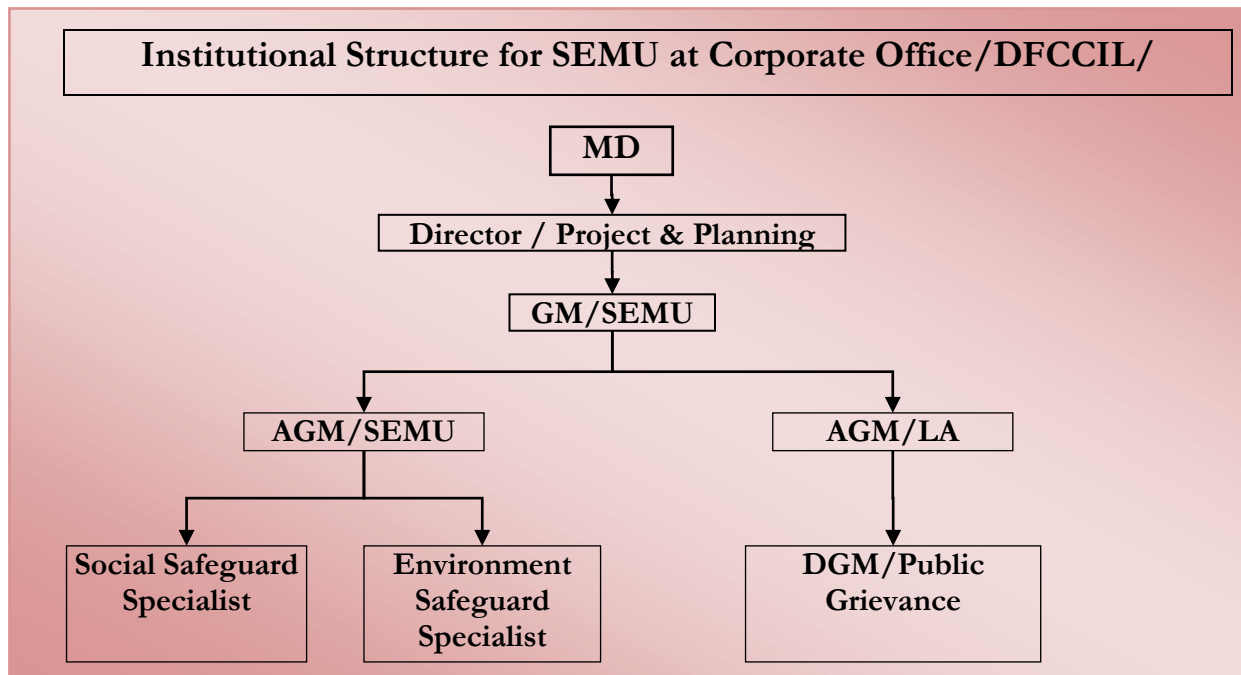 Institutional Structure for SEMU at Corporate Office/DFCCIL/
MD
Director / Project & Planning
GM/SEMU
AGM/SEMU
AGM/LA
Social Safeguard
Specialist
Environment
Safeguard
Specialist
DGM/Public
Grievance